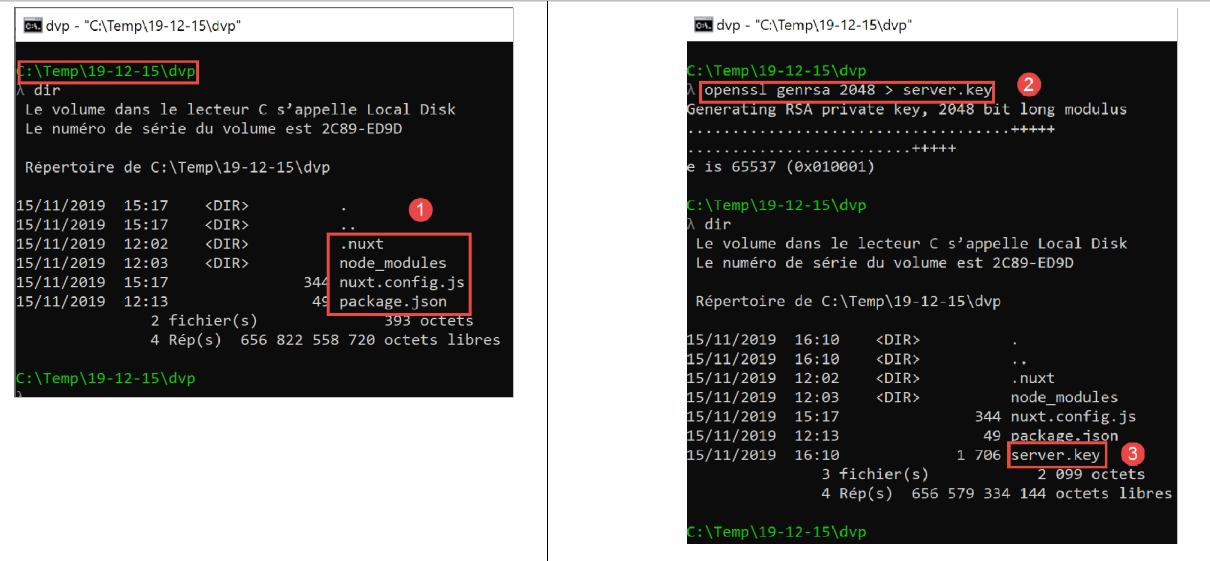 dvp - "C:\Temp\19-12-15\dvp"
C:\Temp\19-12-15\dvp
λ dir
Le volume dans le lecteur C s’appelle Local Disk
Le numéro de série du volume est 2C89-ED9D
Répertoire de C:\Temp\19-12-15\dvp
15/11/2019 15:17 <DIR> .
15/11/2019 15:17 <DIR> ..
15/11/2019 12:02 <DIR> .nuxt
15/11/2019 12:03 <DIR> node_modules
15/11/2019 15:17 344 nuxt.config.js
15/11/2019 12:13 49 package.json
2 fichier(s) 393 octets
4 Rép(s) 656 822 558 720 octets libres
1
C:\Temp\19-12-15\dvp
λ
dvp - "C:\Temp\19-12-15\dvp"
C:\Temp\19-12-15\dvp
λ openssl genrsa 2048 > server.key
2
Generating RSA private key, 2048 bit long modulus
....................................+++++
.........................+++++
e is 65537 (0x010001)
C:\Temp\19-12-15\dvp
λ dir
Le volume dans le lecteur C s’appelle Local Disk
Le numéro de série du volume est 2C89-ED9D
Répertoire de C:\Temp\19-12-15\dvp
15/11/2019 16:10 <DIR> .
15/11/2019 16:10 <DIR> ..
15/11/2019 12:02 <DIR> .nuxt
15/11/2019 12:03 <DIR> node_modules
15/11/2019 15:17 344 nuxt.config.js
15/11/2019 12:13 49 package.json
15/11/2019 16:10 1 706 server.key
3
3 fichier(s) 2 099 octets
4 Rép(s) 656 579 334 144 octets libres
C:\Temp\19-12-15\dvp